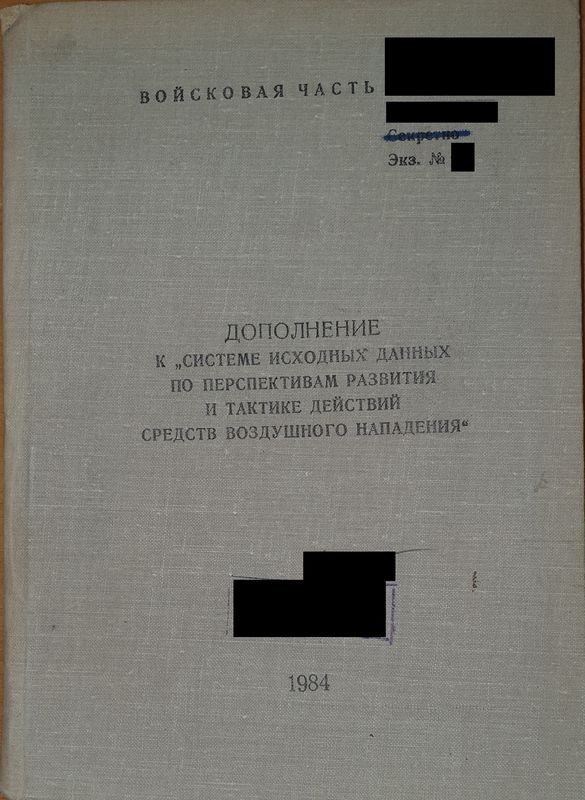 ВОЙСКОВАЯ ЧАСТЬ
Секретно
Экз. №
ДОПОЛНЕНИЕ
К „СИСТЕМЕ ИСХОДНЫХ ДАННЫХ
ПО ПЕРСПЕКТИВАМ РАЗВИТИЯ
И ТАКТИКЕ ДЕЙСТВИЙ
СРЕДСТВ ВОЗДУШНОГО НАПАДЕНИЯ“
1984